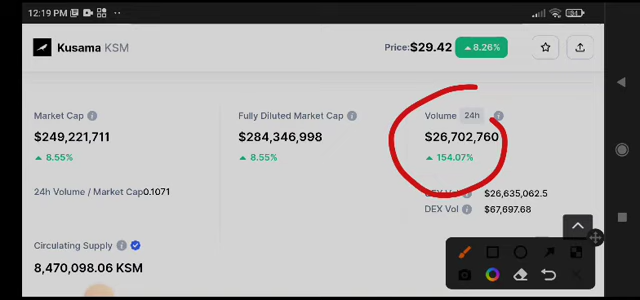 12:19 PM
54
Kusama KSM
Price:$29.42 ▲ 8.26%
Market Cap
$249,221,711
▲ 8.55%
Fully Diluted Market Cap
$284,346,998
▲ 8.55%
Volume 24h
$26,702,760
▲ 154.07%
24h Volume / Market Cap0.1071
Vol $26,635,062.5
DEX Vol $67,697.68
Circulating Supply
8,470,098.06 KSM